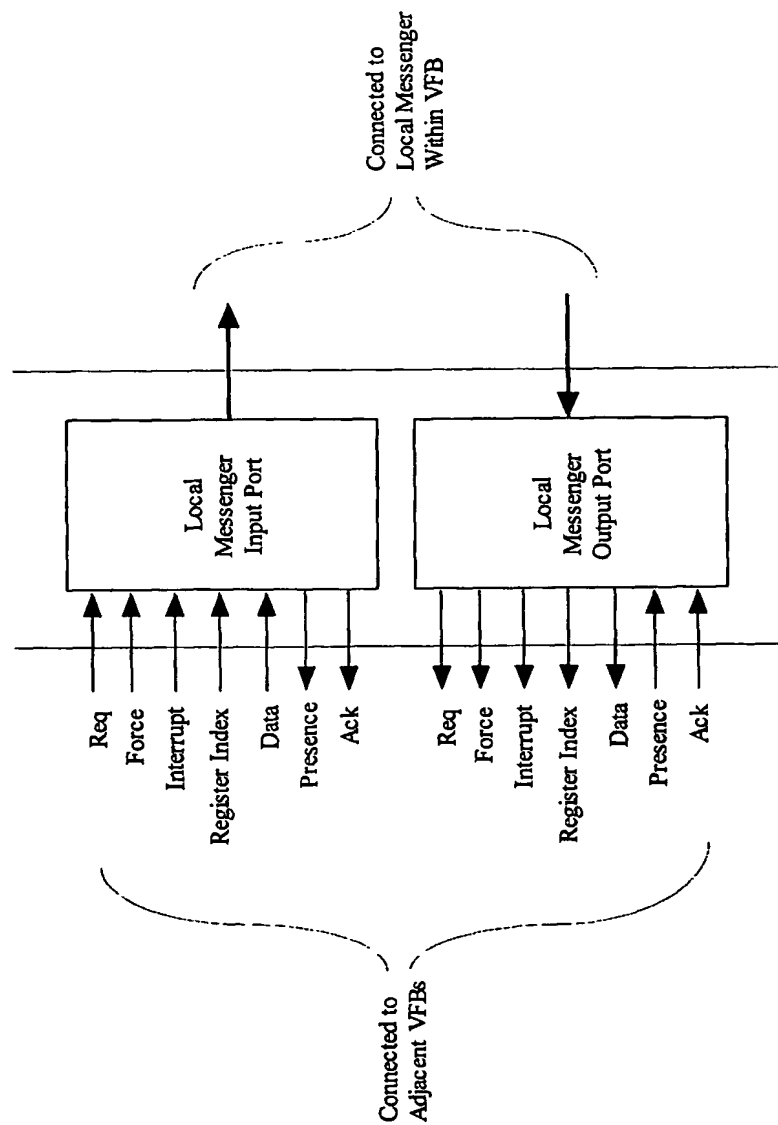 Connected to
Adjacent VFBs
Req
Force
Interrupt
Register Index
Data
Presence
Ack
Req
Force
Interrupt
Register Index
Data
Presence
Ack
Local
Messenger
Input Port
Local
Messenger
Output Port
Connected to
Local Messenger
Within VFB